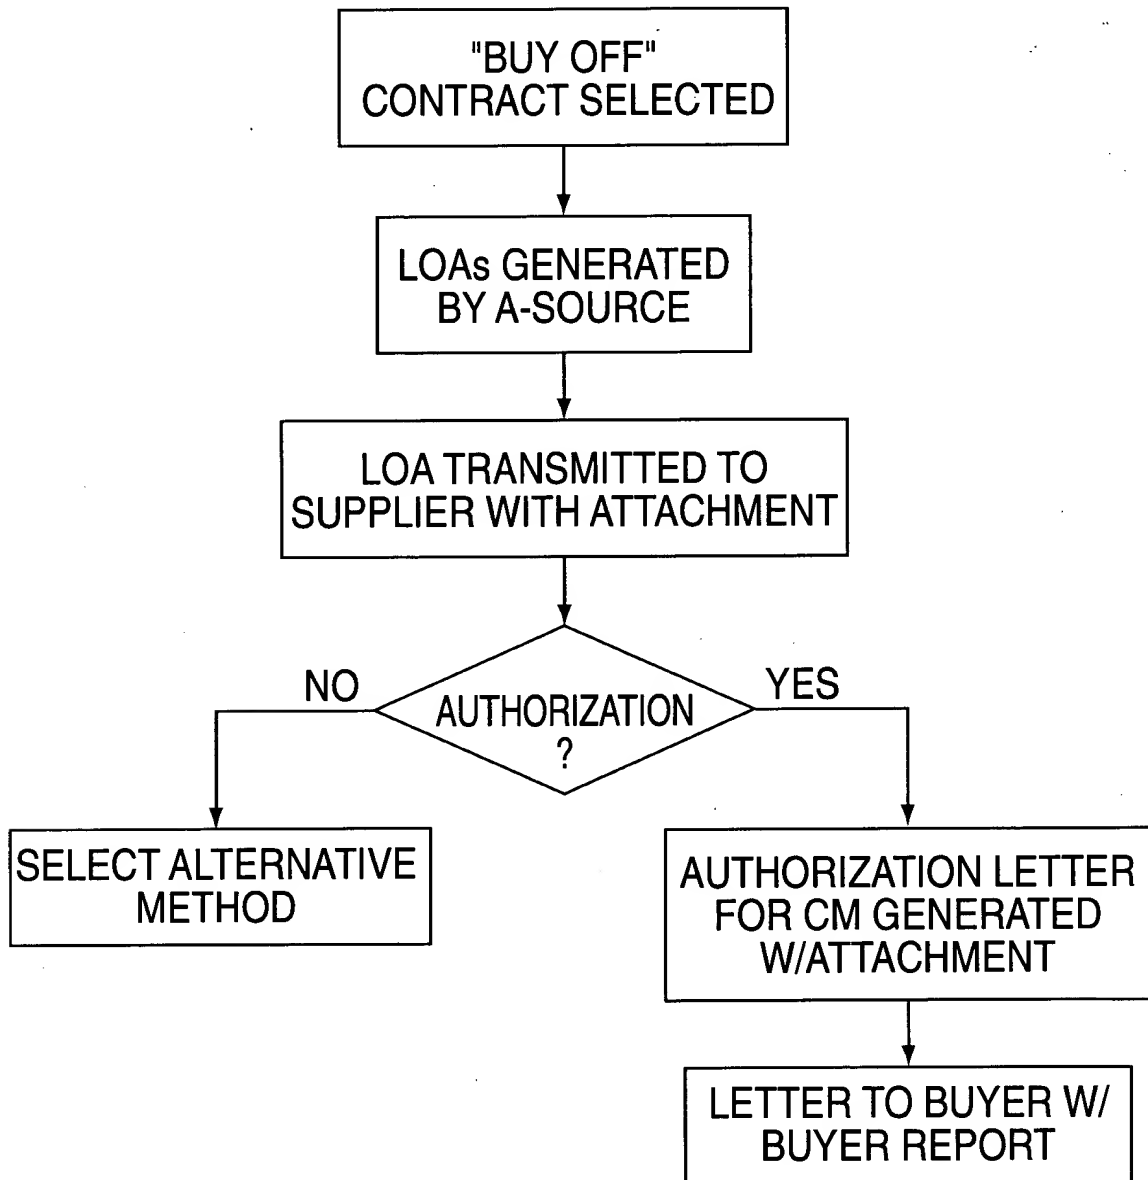 "BUY OFF"
CONTRACT SELECTED
LOAs GENERATED
BY A-SOURCE
LOA TRANSMITTED TO
SUPPLIER WITH ATTACHMENT
NO
YES
AUTHORIZATION
?
SELECT ALTERNATIVE
METHOD
AUTHORIZATION LETTER
FOR CM GENERATED
W/ATTACHMENT
LETTER TO BUYER W/
BUYER REPORT